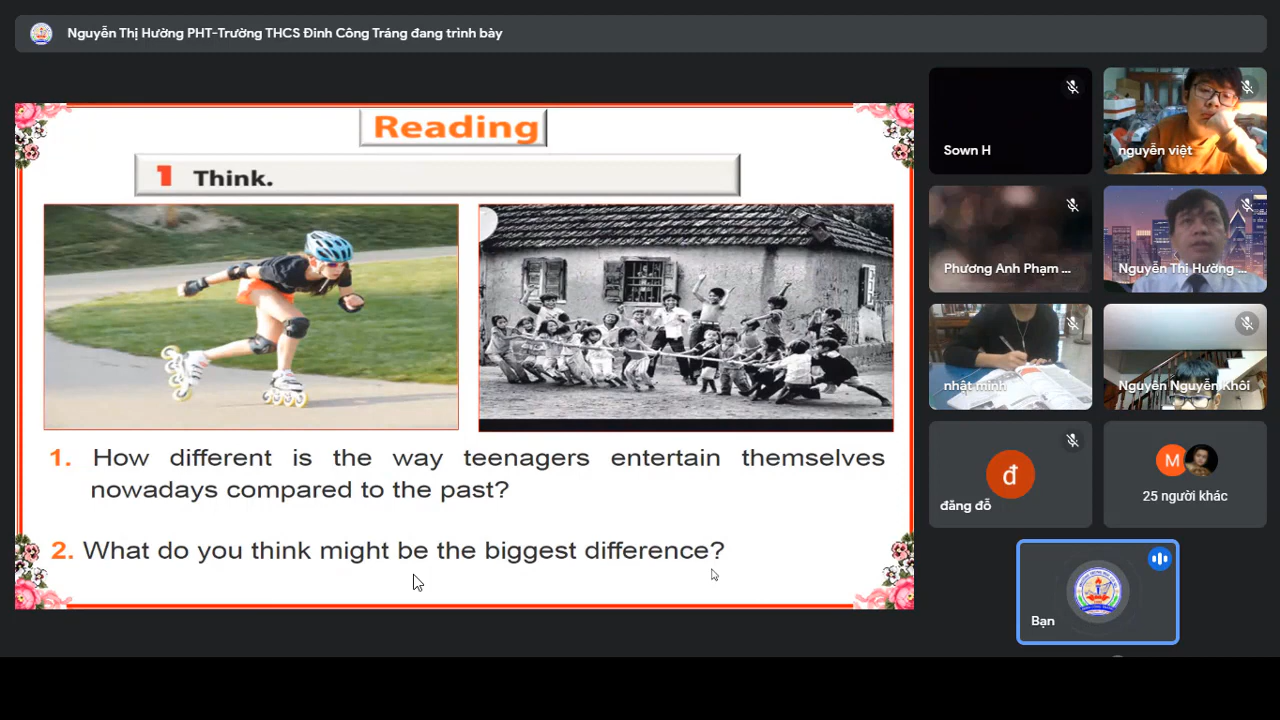 Nguyễn Thị Hường PHT-Trường THCS Đinh Công Tráng đang trình bày
Reading
1 Think.
1. How different is the way teenagers entertain themselves
nowadays compared to the past?
2. What do you think might be the biggest difference?
Sown H
nguyễn việt
Phương Anh Phạm ...
Nguyễn Thị Hường ...
nhật minh
Nguyên Nguyễn Khôi
đ
đăng đỗ
M
25 người khác
Bạn